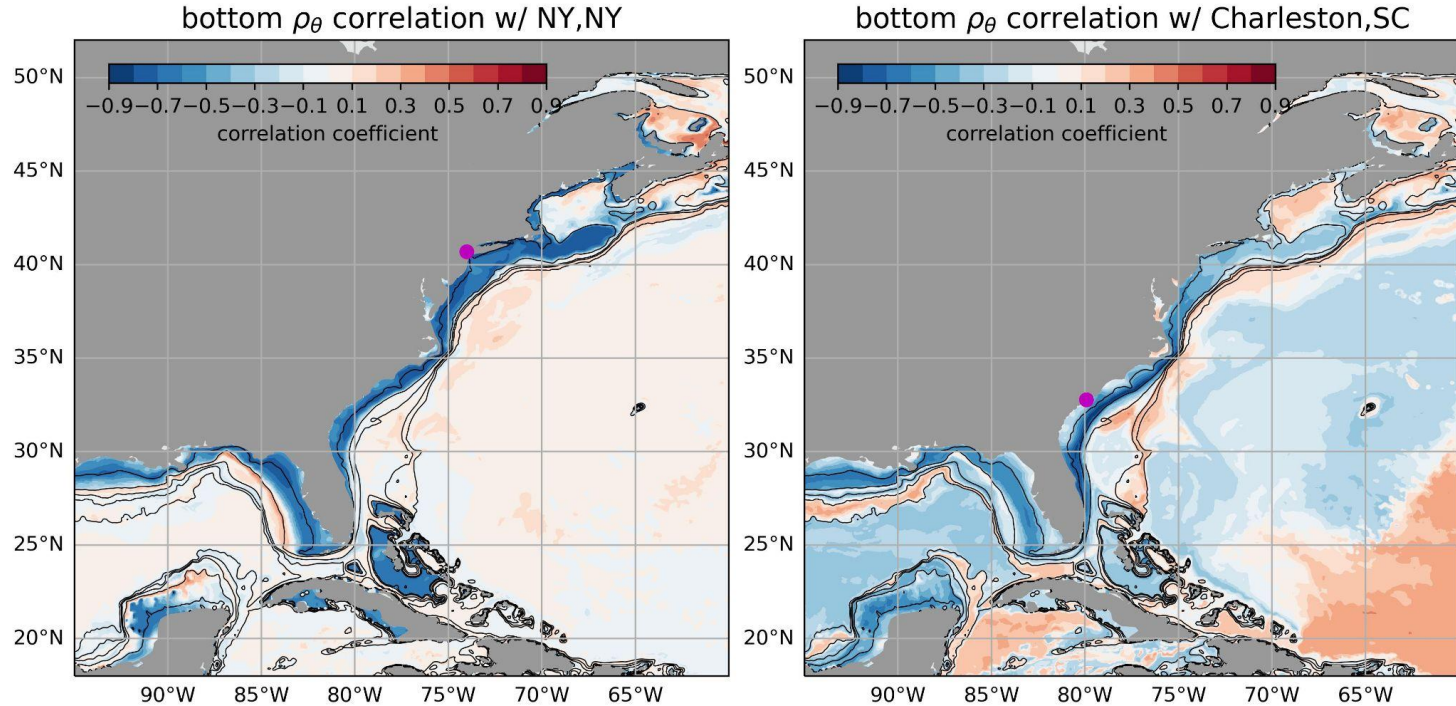 bottom ρθ correlation w/ NY,NY
50°N
45°N
40°N
35°N
30°N
25°N
20°N
−0.9 −0.7 −0.5 −0.3 −0.1 0.1 0.3 0.5 0.7 0.9
correlation coefficient
90°W 85°W 80°W 75°W 70°W 65°W
bottom ρθ correlation w/ Charleston,SC
50°N
45°N
40°N
35°N
30°N
25°N
20°N
−0.9 −0.7 −0.5 −0.3 −0.1 0.1 0.3 0.5 0.7 0.9
correlation coefficient
90°W 85°W 80°W 75°W 70°W 65°W